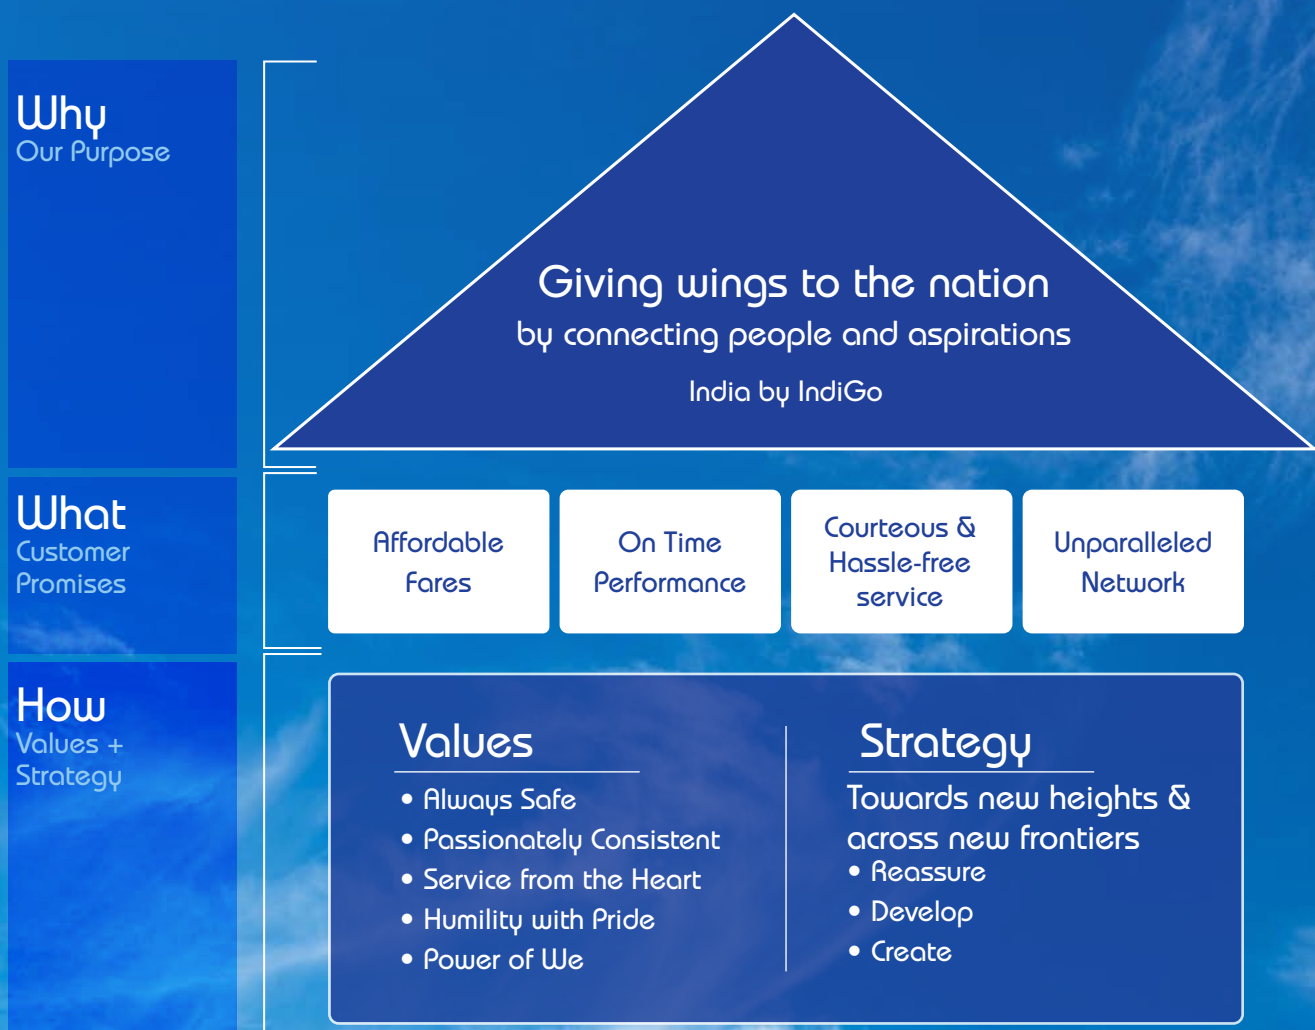 Why
Our Purpose
Giving wings to the nation
by connecting people and aspirations
India by IndiGo
What
Customer
Promises
Affordable
Fares
On Time
Performance
Courteous &
Hassle-free
service
Unparalleled
Network
How
Values +
Strategy
Values
• Always Safe
• Passionately Consistent
• Service from the Heart
• Humility with Pride
• Power of We
Strategy
Towards new heights &
across new frontiers
• Reassure
• Develop
• Create